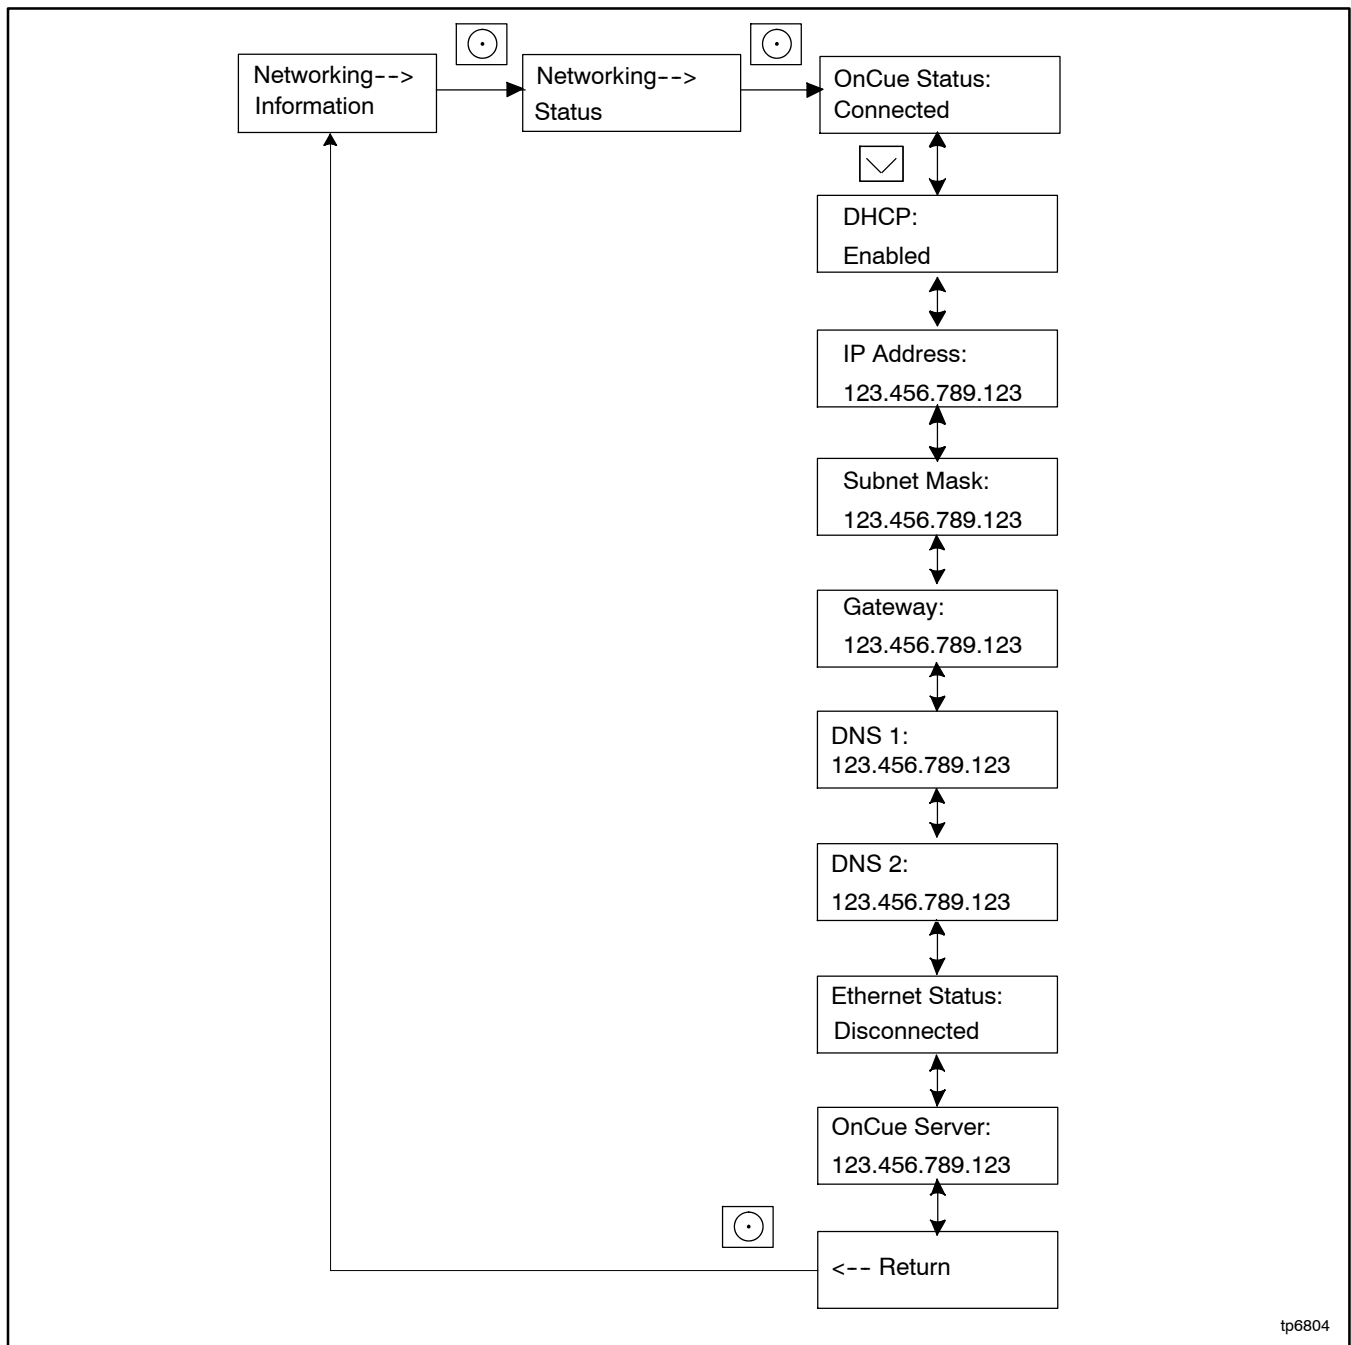 Networking-->
Information
Networking-->
Status
OnCue Status:
Connected
DHCP:
Enabled
IP Address:
123.456.789.123
Subnet Mask:
123.456.789.123
Gateway:
123.456.789.123
DNS 1:
123.456.789.123
DNS 2:
123.456.789.123
Ethernet Status:
Disconnected
OnCue Server:
123.456.789.123
<-- Return
tp6804